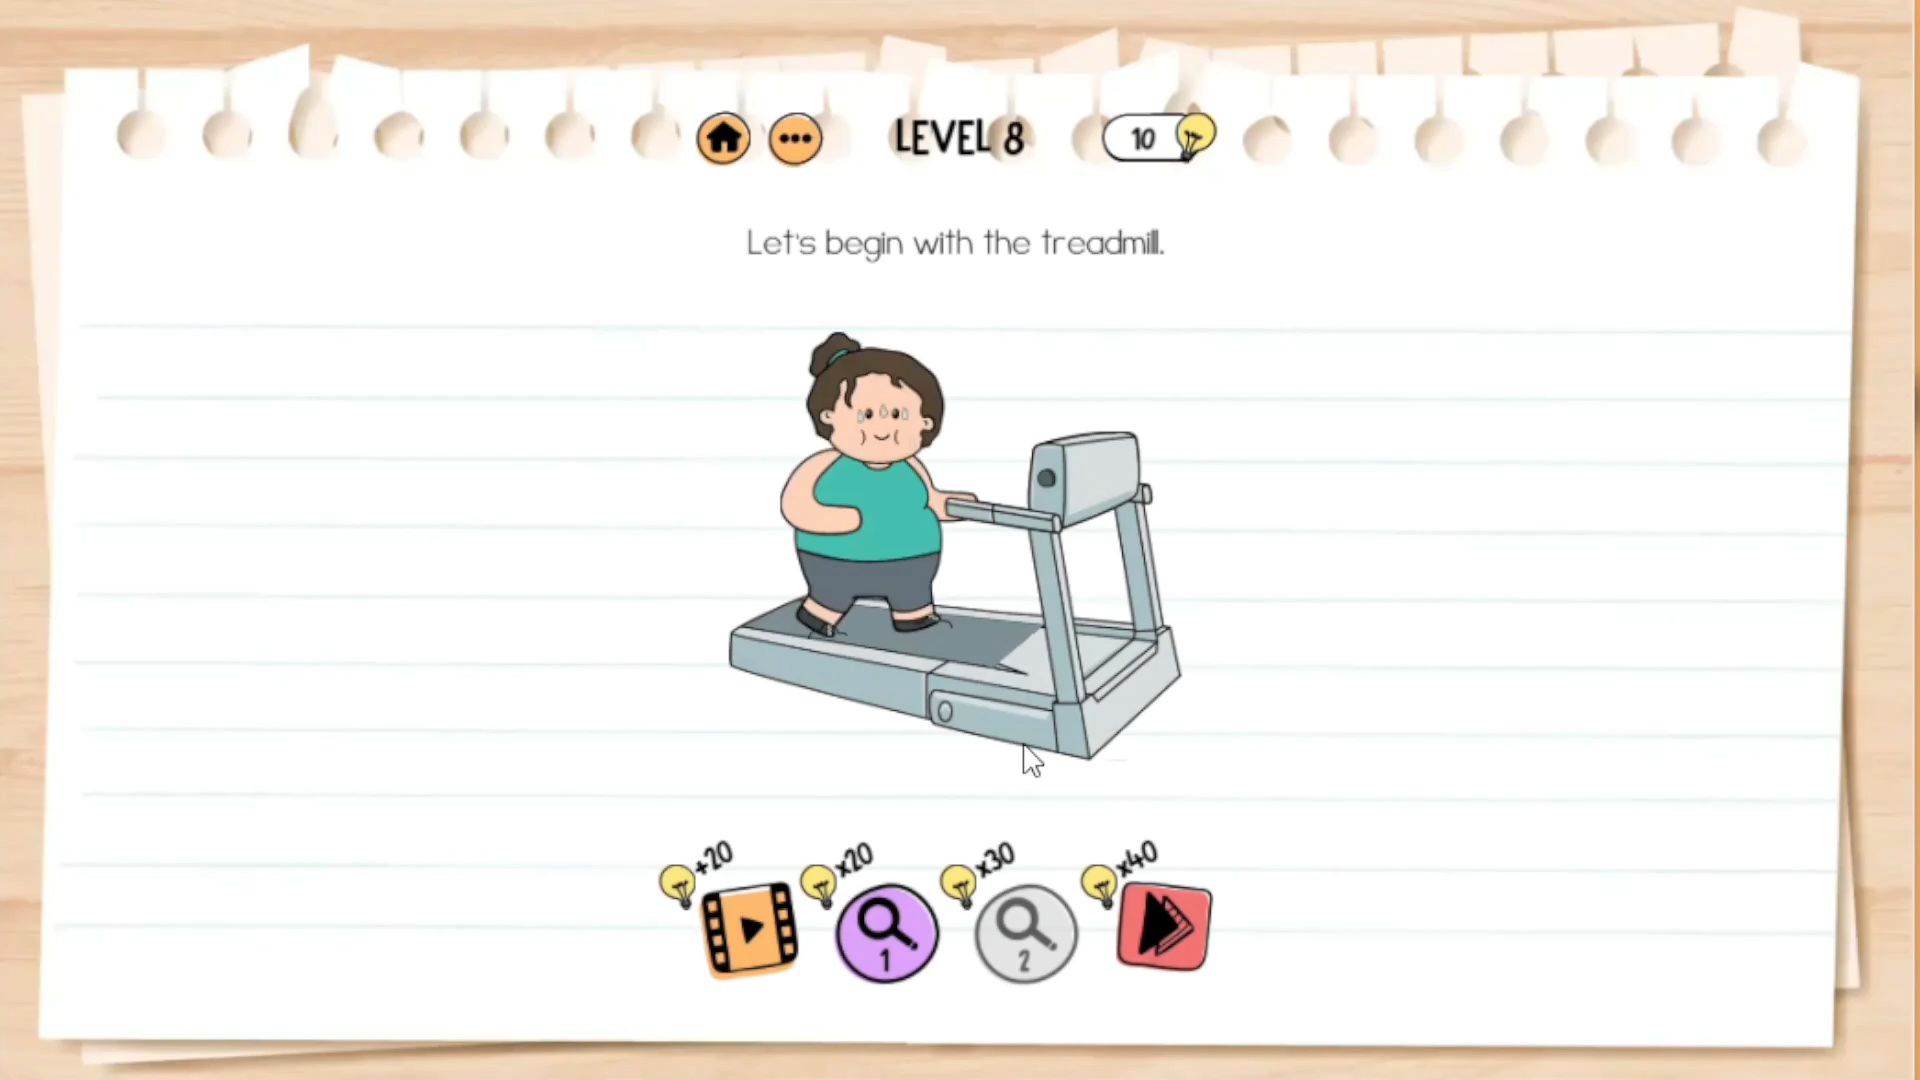 LEVEL 8
10
Let's begin with the treadmill.
+20
x20
x30
x40
1
2